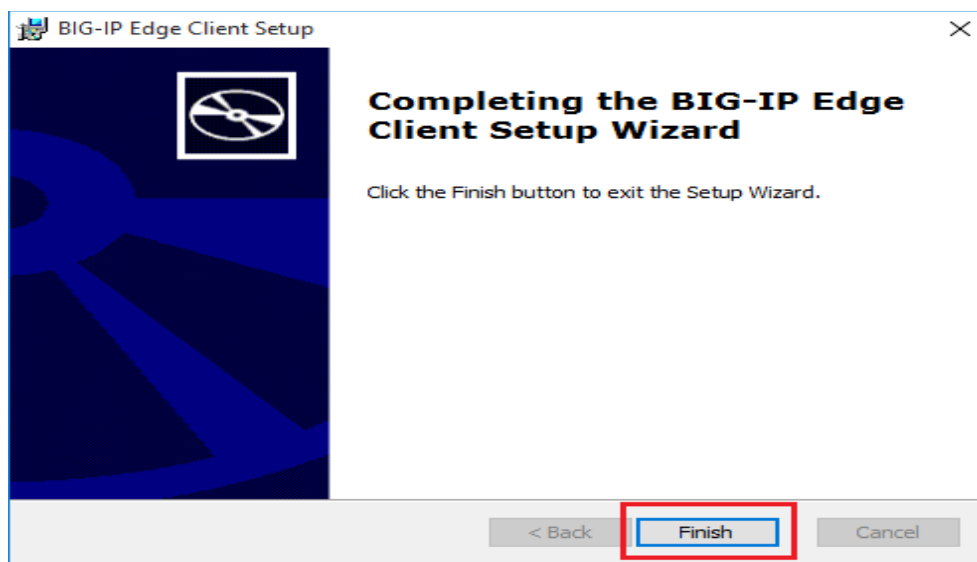 BIG-IP Edge Client Setup
Completing the BIG-IP Edge
Client Setup Wizard
Click the Finish button to exit the Setup Wizard.
< Back
Finish
Cancel